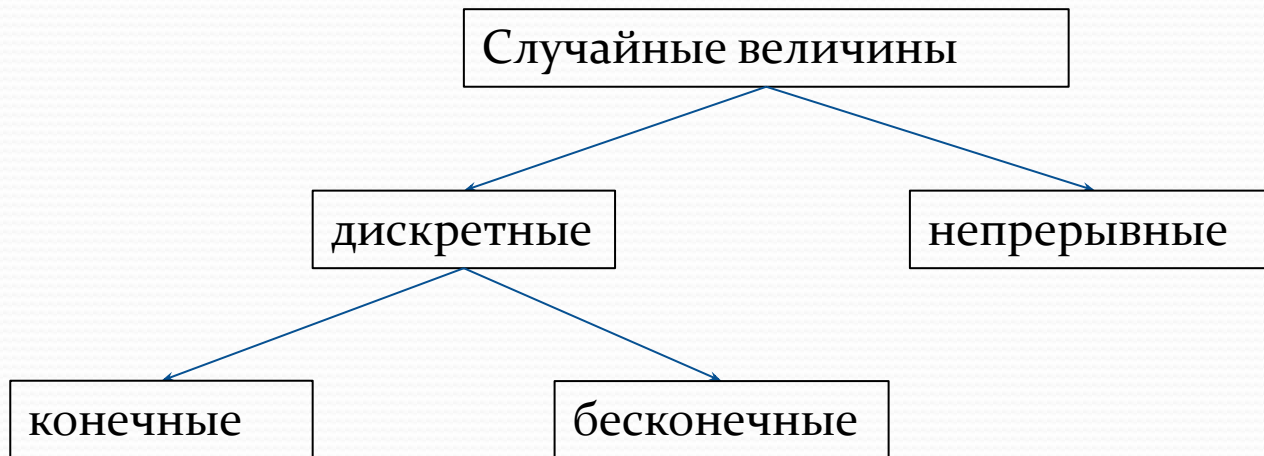 Случайные величины
дискретные
непрерывные
конечные
бесконечные